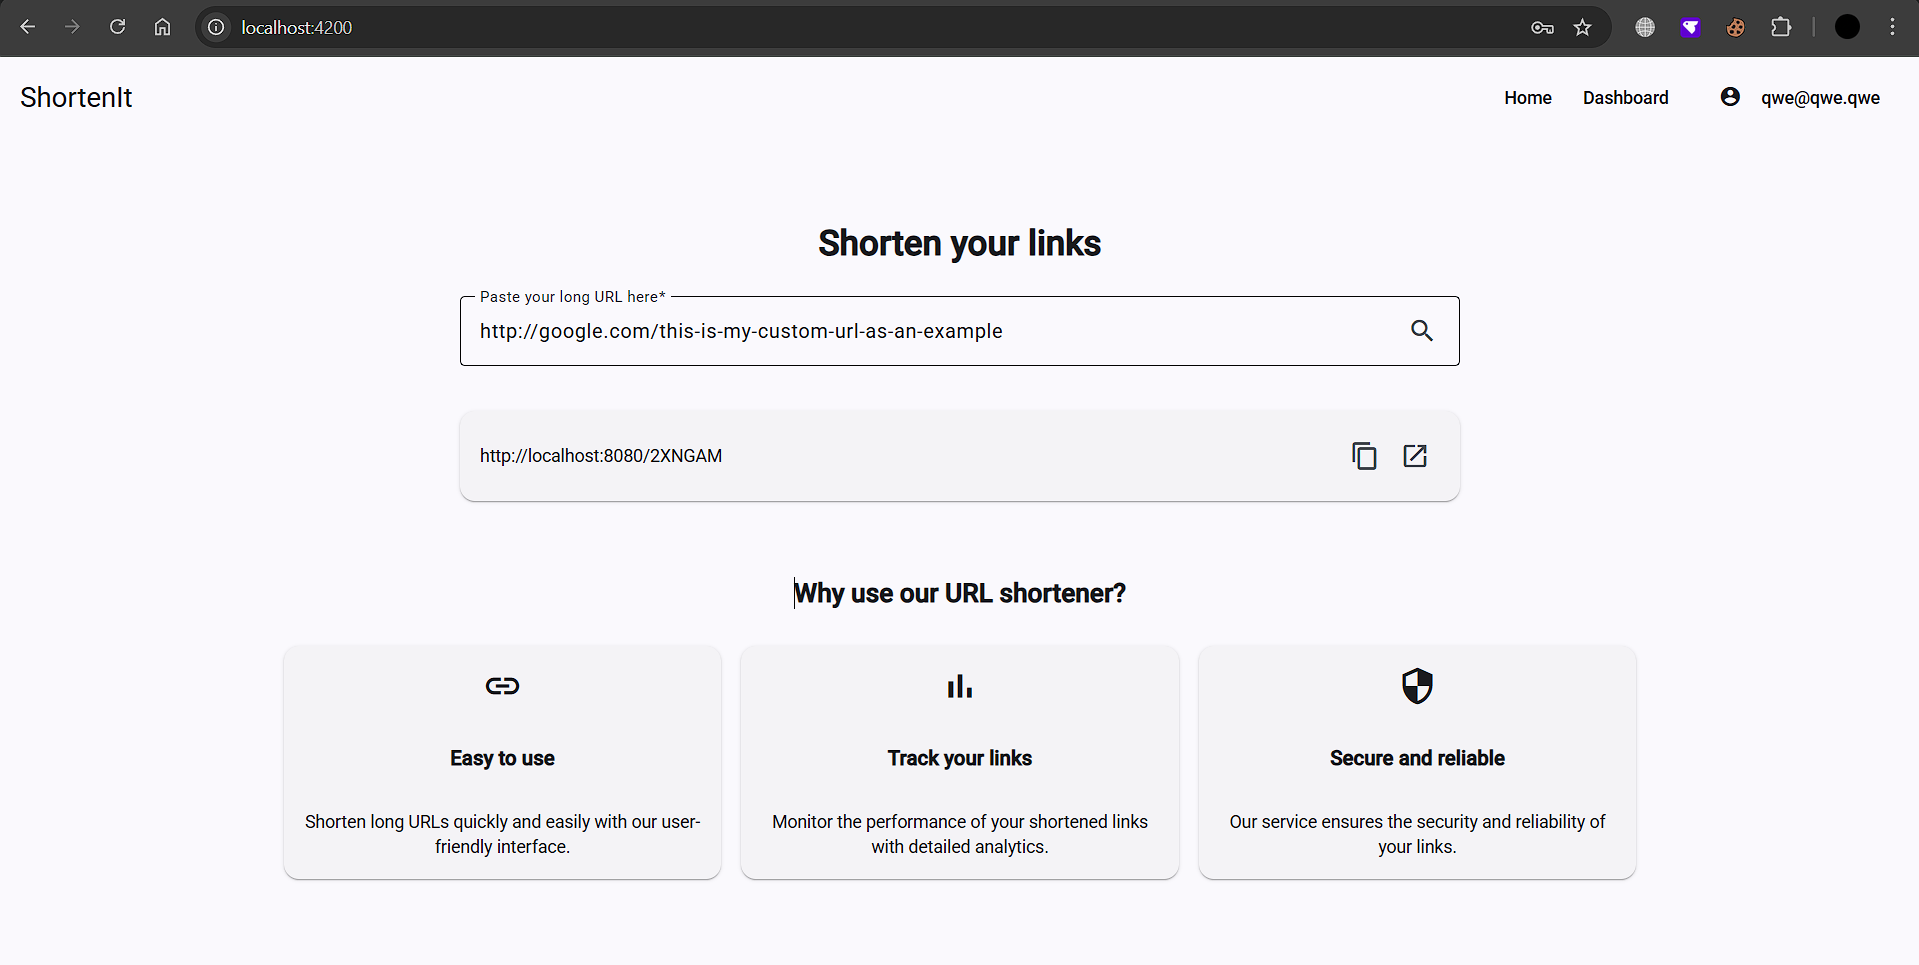 localhost:4200
ShortenIt
Home
Dashboard
qwe@qwe.qwe
Shorten your links
Paste your long URL here*
http://google.com/this-is-my-custom-url-as-an-example
http://localhost:8080/2XNGAM
Why use our URL shortener?
Easy to use
Shorten long URLs quickly and easily with our user-
friendly interface.
Track your links
Monitor the performance of your shortened links
with detailed analytics.
Secure and reliable
Our service ensures the security and reliability of
your links.